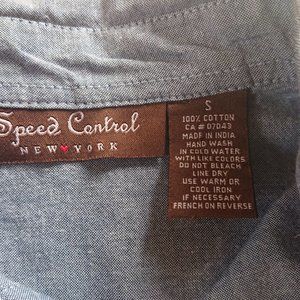 Speed Control
NEW YORK
S
100% COTTON
CA # 07043
MADE IN INDIA
HAND WASH
IN COLD WATER
WITH LIKE COLORS
DO NOT BLEACH
LINE DRY
USE WARM OR
COOL IRON
IF NECESSARY
FRENCH ON REVERSE